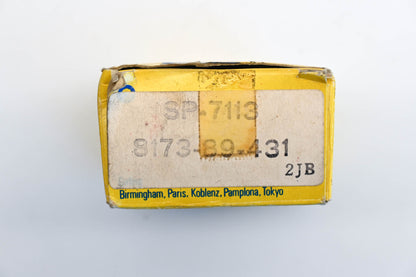 SP-7113
8173-89-431
2JB
Birmingham, Paris, Koblenz, Pamplona, Tokyo